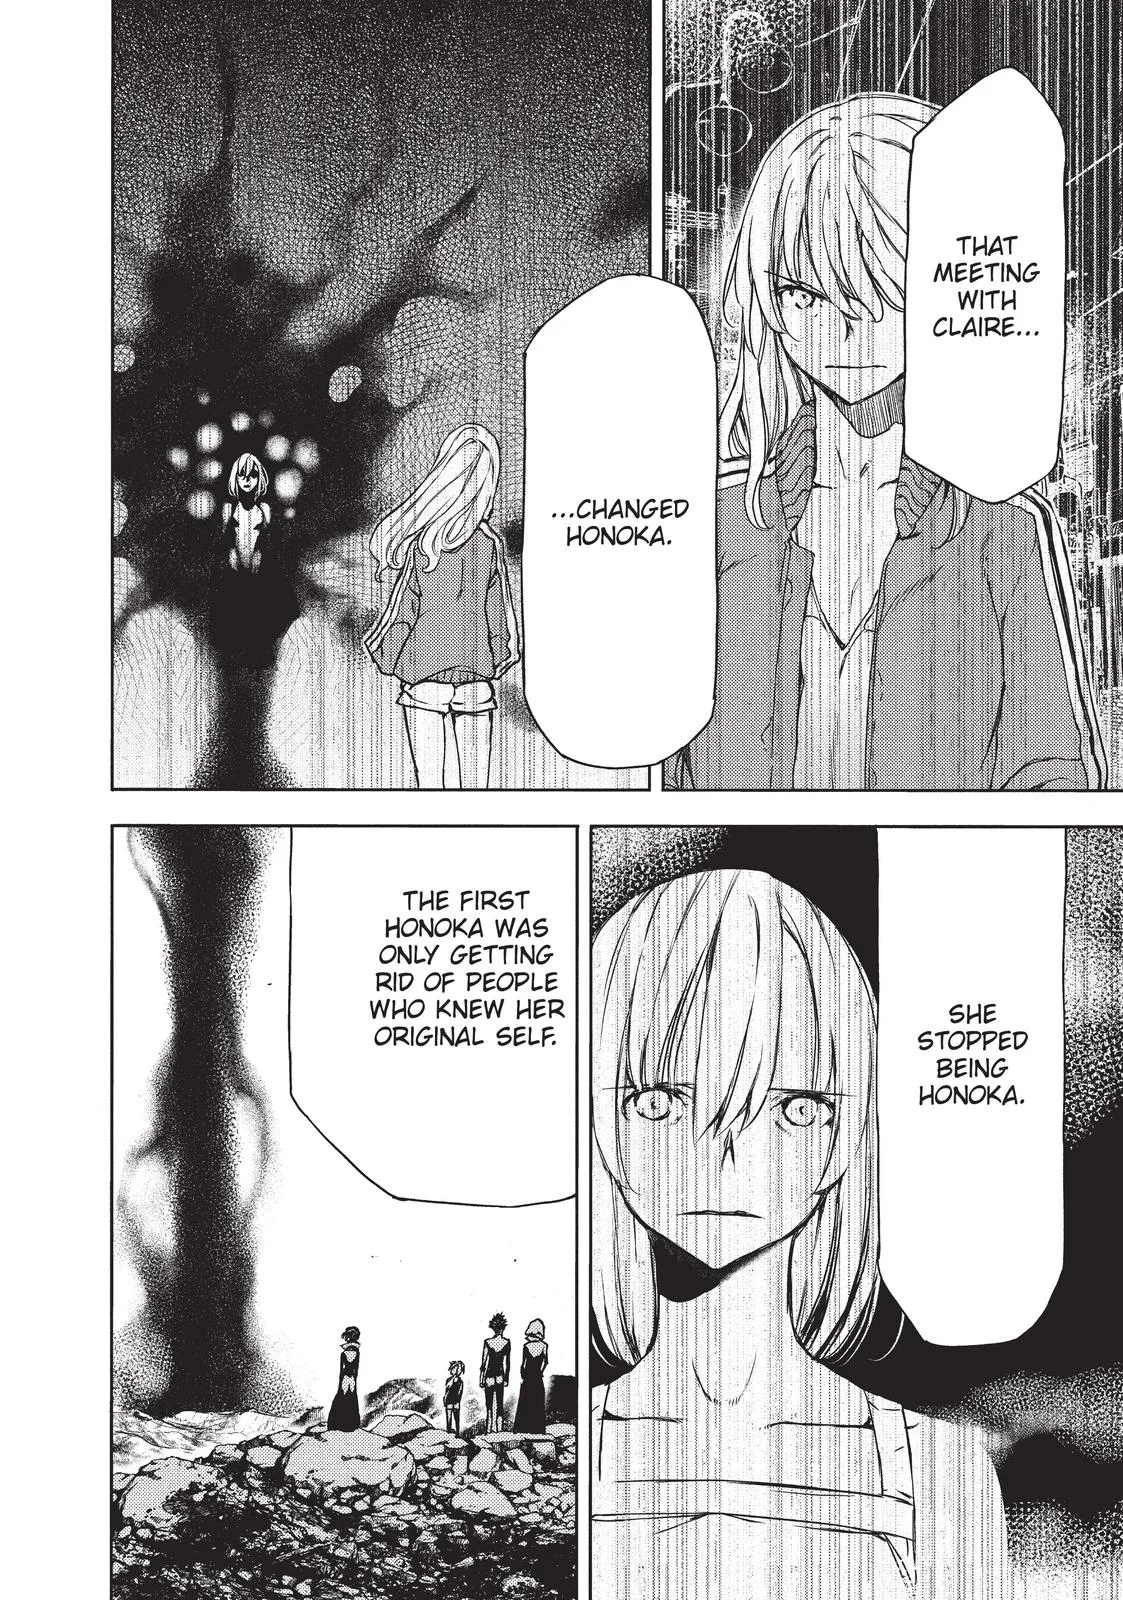 THAT
MEETING
WITH
CLAIRE...
...CHANGED
HONOKA.
SHE
STOPPED
BEING
HONOKA.
THE FIRST
HONOKA WAS
ONLY GETTING
RID OF PEOPLE
WHO KNEW HER
ORIGINAL SELF.